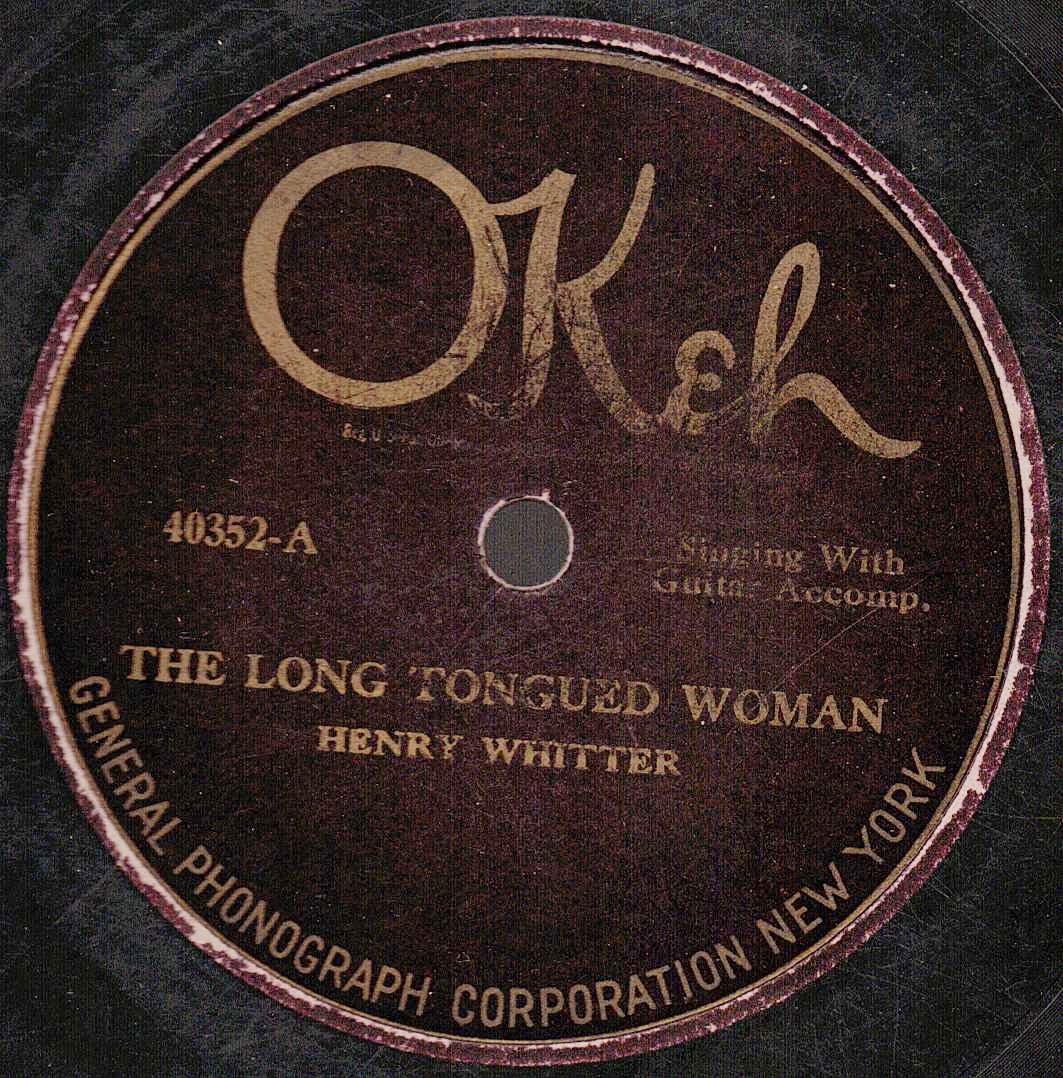 OKeh
40352-A
Singing With
Guitar Accomp.
THE LONG TONGUED WOMAN
HENRY WHITTER
GENERAL PHONOGRAPH CORPORATION NEW YORK